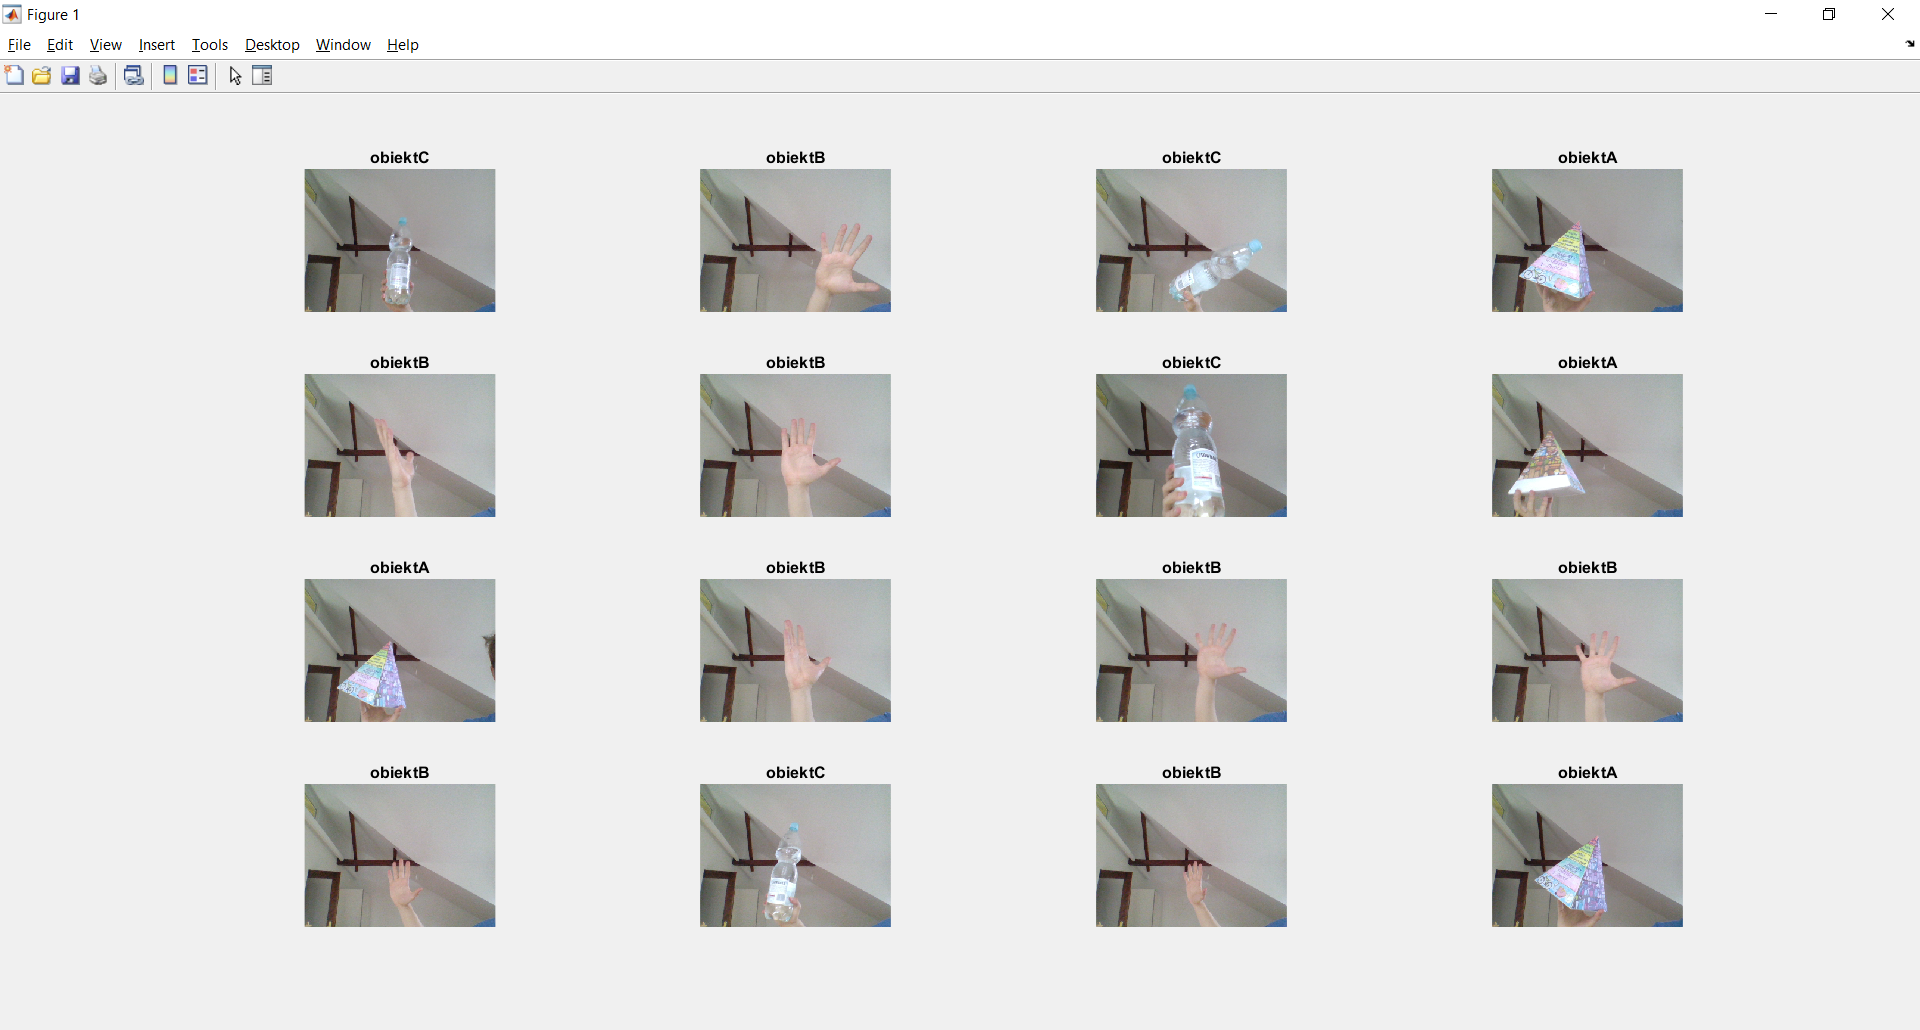 Figure 1
File Edit View Insert Tools Desktop Window Help
obiektC obiektB obiektC obiektA
obiektB obiektB obiektC obiektA
obiektA obiektB obiektB obiektB
obiektB obiektC obiektB obiektA